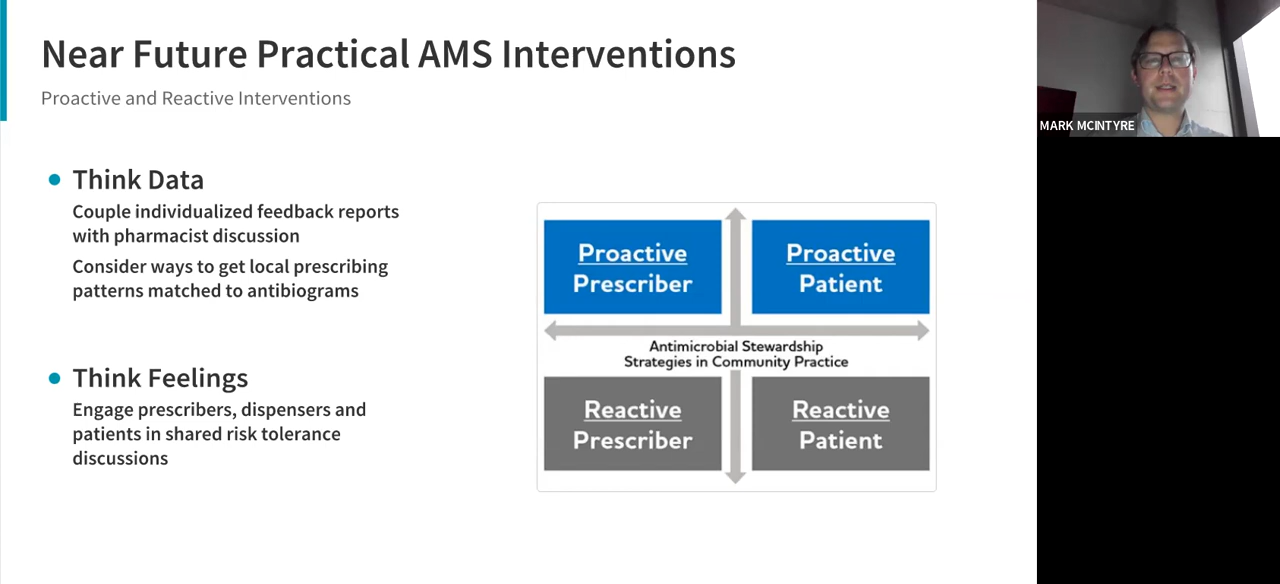 Near Future Practical AMS Interventions
Proactive and Reactive Interventions
Think Data
Couple individualized feedback reports
with pharmacist discussion
Consider ways to get local prescribing
patterns matched to antibiograms
Think Feelings
Engage prescribers, dispensers and
patients in shared risk tolerance
discussions
Proactive
Prescriber
Proactive
Patient
Antimicrobial Stewardship
Strategies in Community Practice
Reactive
Prescriber
Reactive
Patient
MARK MCINTYRE